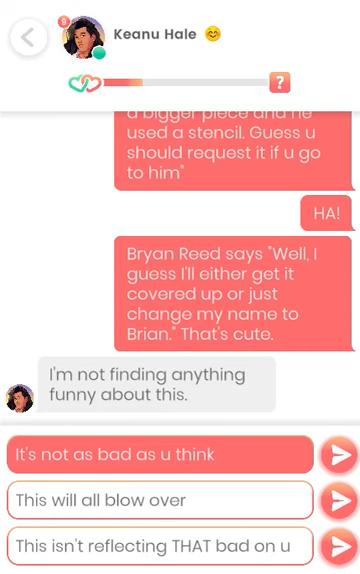 9
Keanu Hale
?
a bigger piece and he
used a stencil. Guess u
should request it if u go
to him"
HA!
Bryan Reed says "Well, I
guess I'll either get it
covered up or just
change my name to
Brian." That's cute.
I'm not finding anything
funny about this.
It's not as bad as u think
This will all blow over
This isn't reflecting THAT bad on u